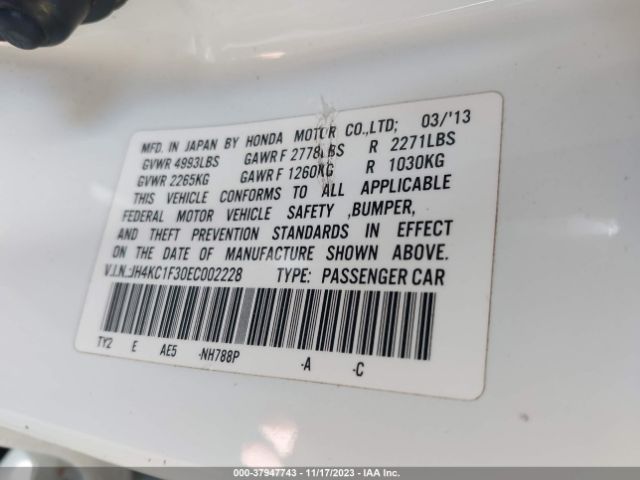 MFD. IN JAPAN BY HONDA MOTOR CO.,LTD; 03/'13
GVWR 4993LBS GAWR F 2778LBS R 2271LBS
GVWR 2265KG GAWR F 1260KG R 1030KG
THIS VEHICLE CONFORMS TO ALL APPLICABLE
FEDERAL MOTOR VEHICLE SAFETY ,BUMPER,
AND THEFT PREVENTION STANDARDS IN EFFECT
ON THE DATE OF MANUFACTURE SHOWN ABOVE.
V.I.N.:JH4KC1F30EC002228 TYPE: PASSENGER CAR
TY2 E AE5 -NH788P -A -C
000-37947743 - 11/17/2023 - IAA Inc.